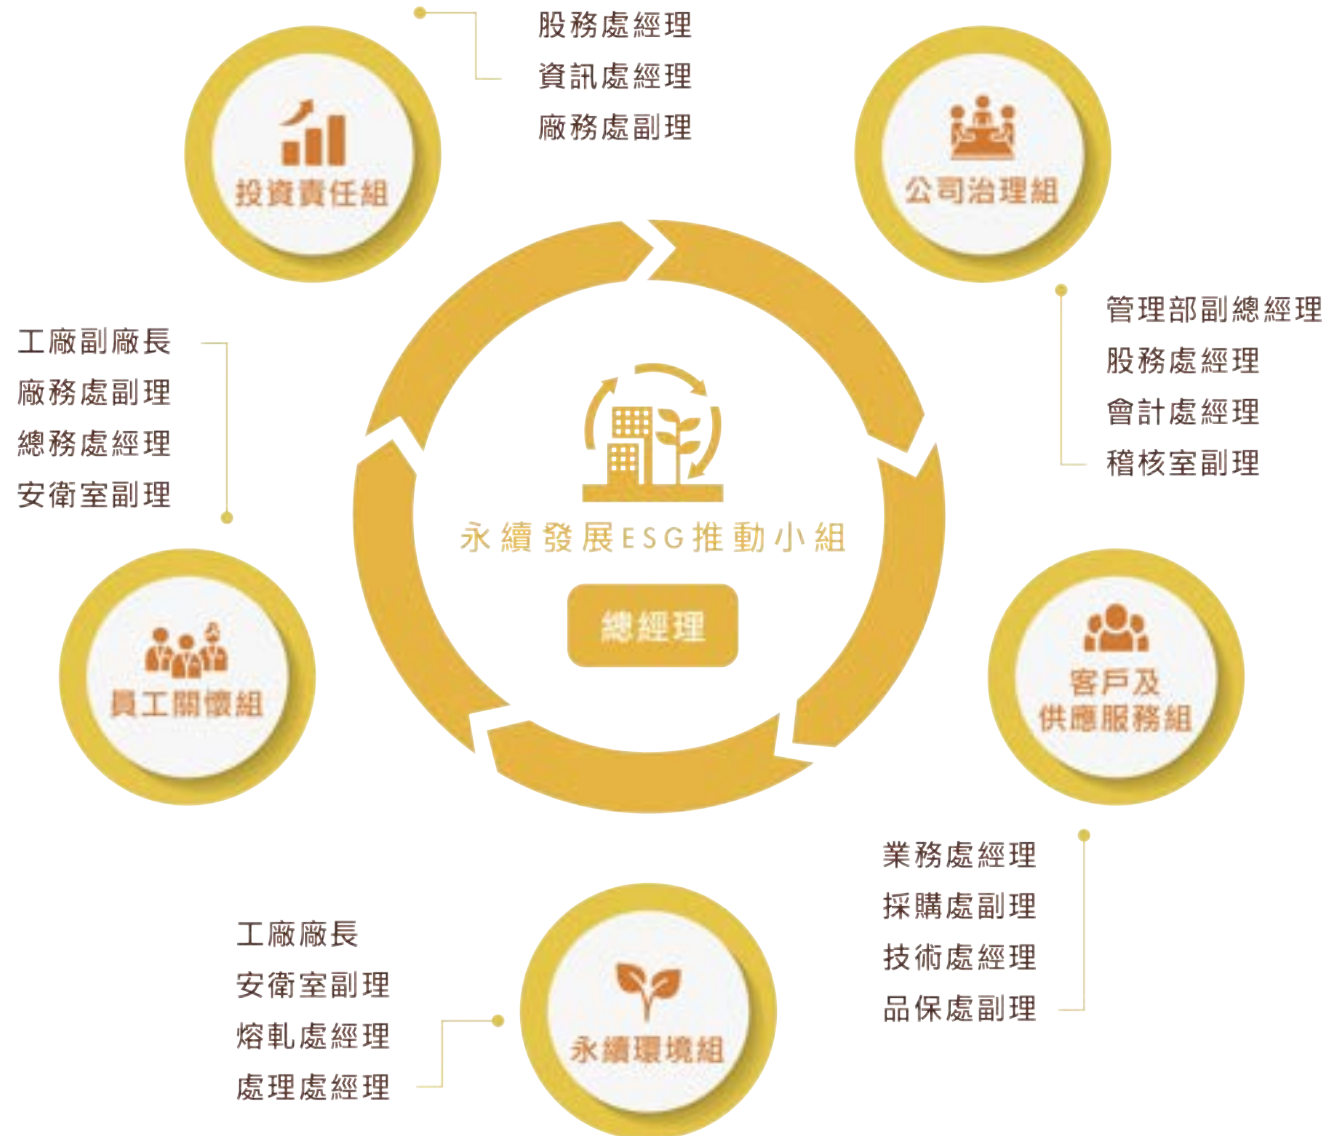 股務處經理
資訊處經理
廠務處副理
投資責任組
公司治理組
管理部副總經理
股務處經理
會計處經理
稽核室副理
工廠副廠長
廠務處副理
總務處經理
安衛室副理
永續發展ESG推動小組
總經理
員工關懷組
客戶及
供應服務組
業務處經理
採購處副理
技術處經理
品保處副理
工廠廠長
安衛室副理
熔軋處經理
處理處經理
永續環境組